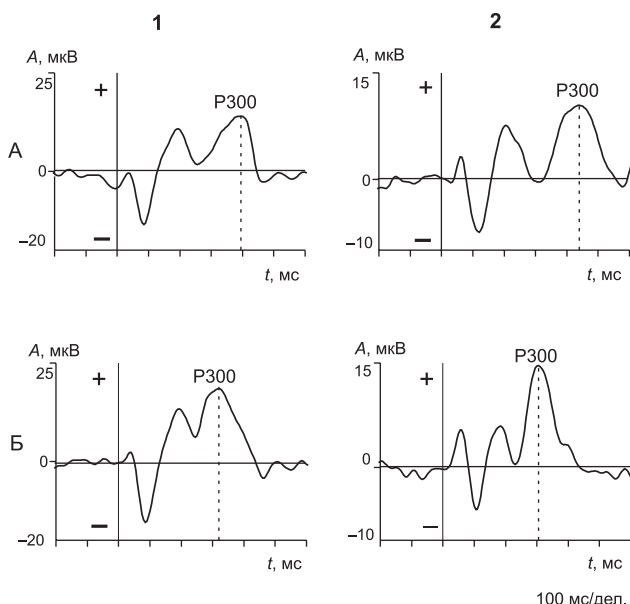 1
2
A, мкВ
25
+
P300
А
0
−
−20
t, мс
A, мкВ
15
+
P300
0
−
−10
t, мс
A, мкВ
25
+
P300
Б
0
−
−20
t, мс
A, мкВ
15
+
P300
0
−
−10
t, мс
100 мс/дел.